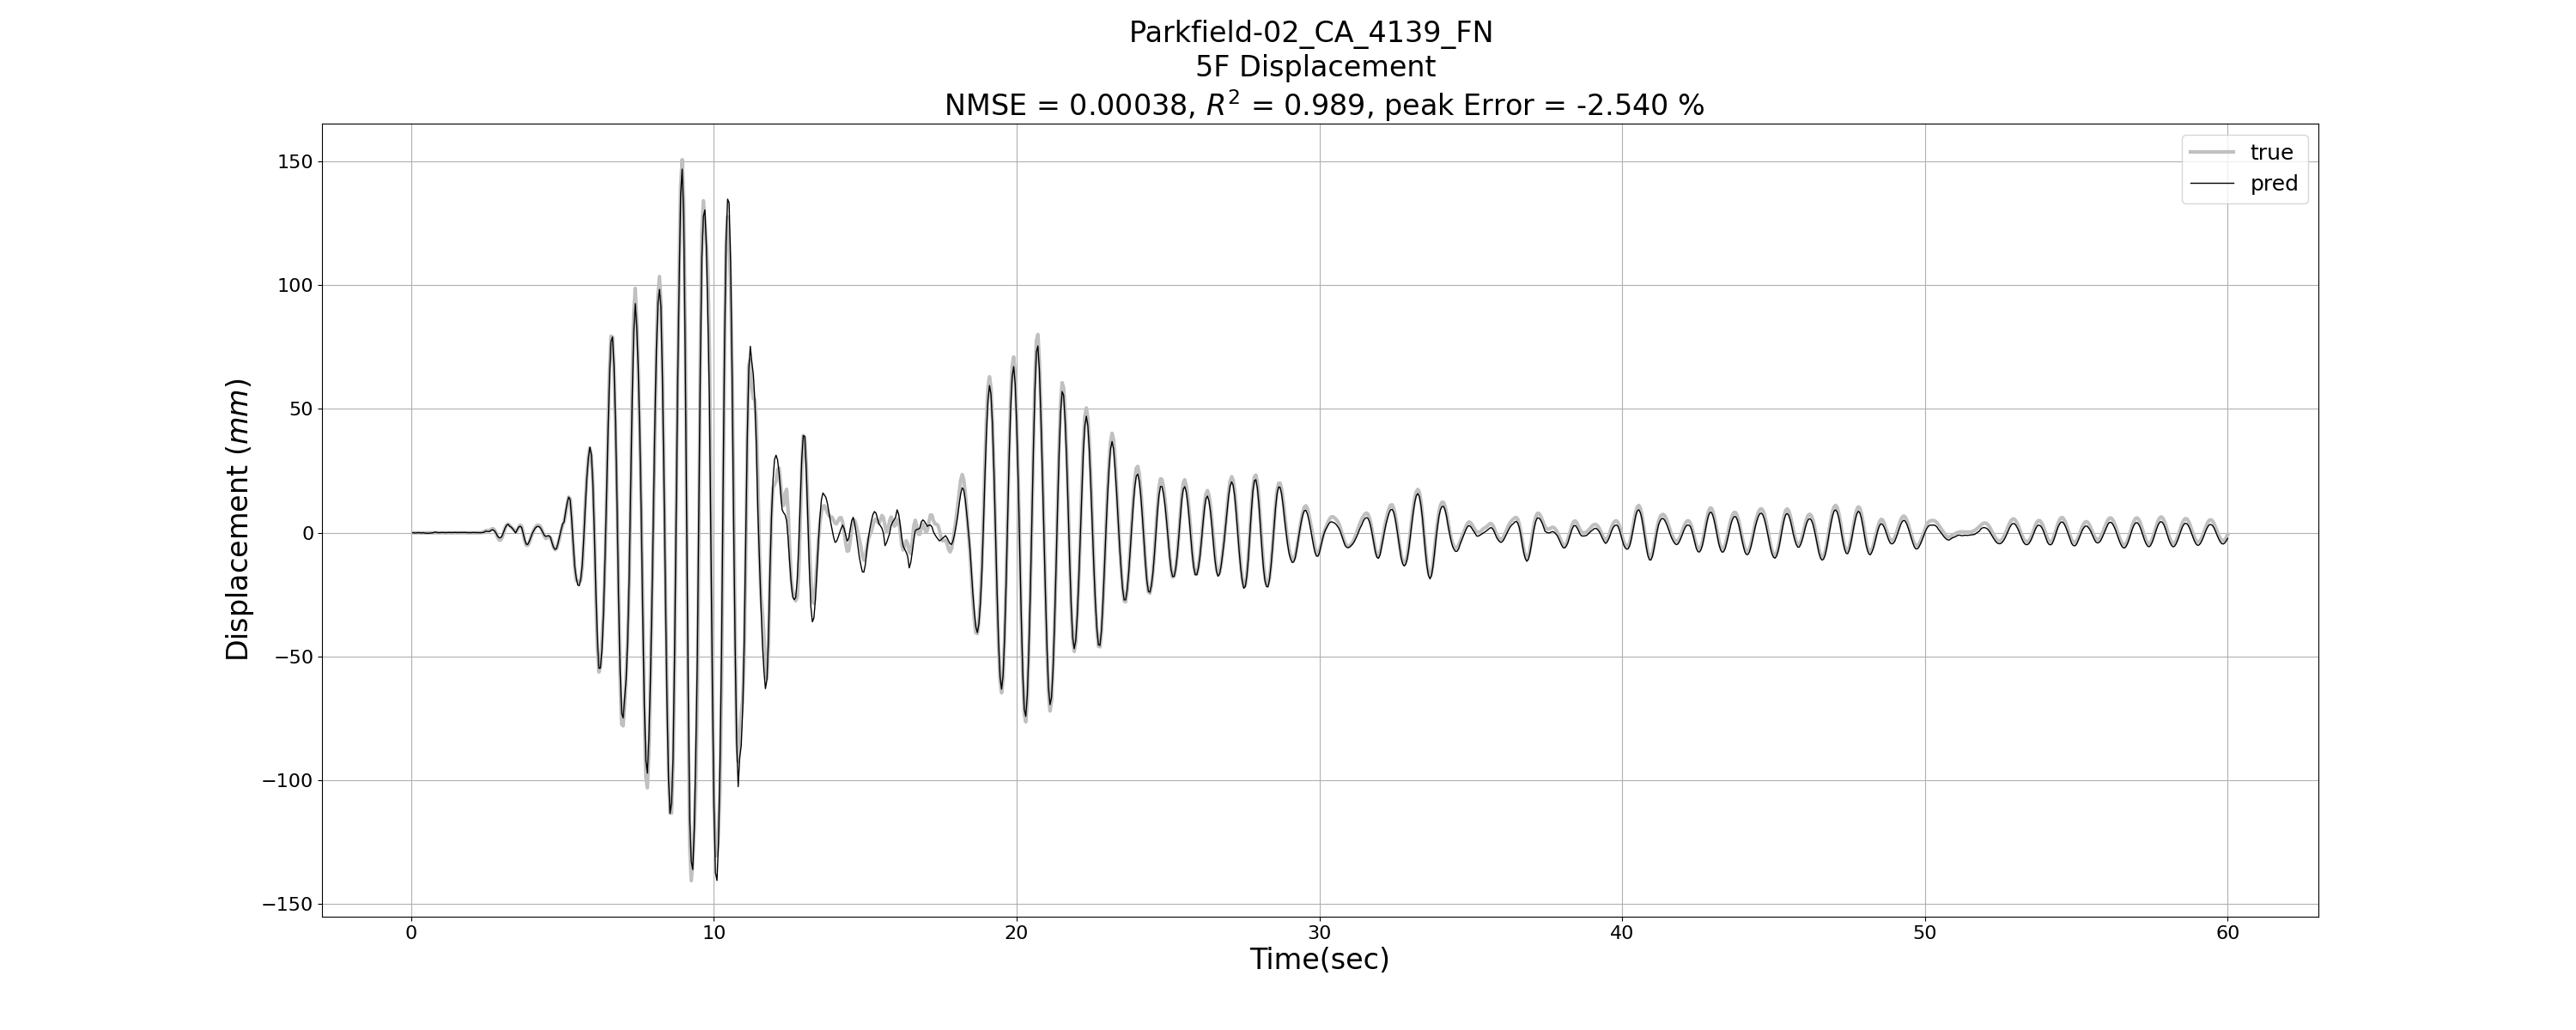 Parkfield-02_CA_4139_FN
5F Displacement
NMSE = 0.00038, R² = 0.989, peak Error = -2.540 %
true
pred
150
100
50
0
−50
−100
−150
Displacement (mm)
0 10 20 30 40 50 60
Time(sec)